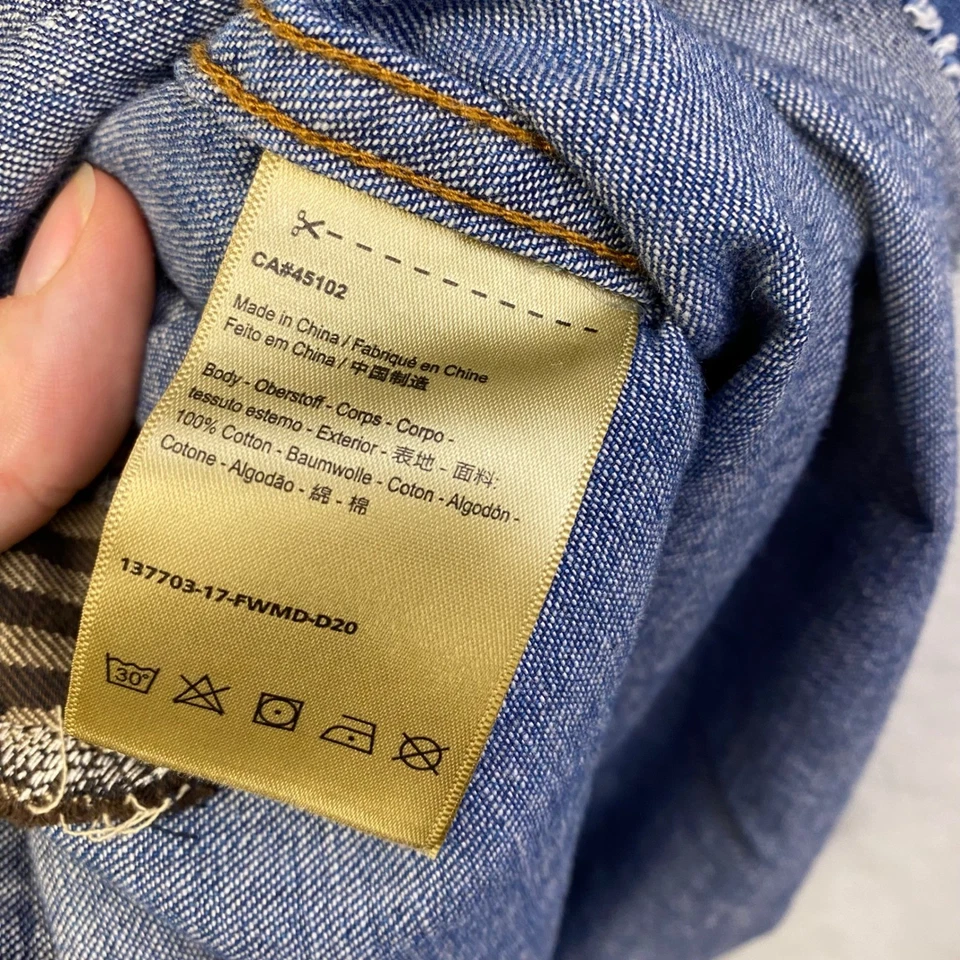 CA#45102
Made in China / Fabriqué en Chine
Feito em China / 中国制造
Body - Oberstoff - Corps - Corpo -
tessuto esterno - Exterior - 表地 - 面料
100% Cotton - Baumwolle - Coton - Algodón -
Cotone - Algodão - 綿 - 棉
137703-17-FWMD-D20
30°